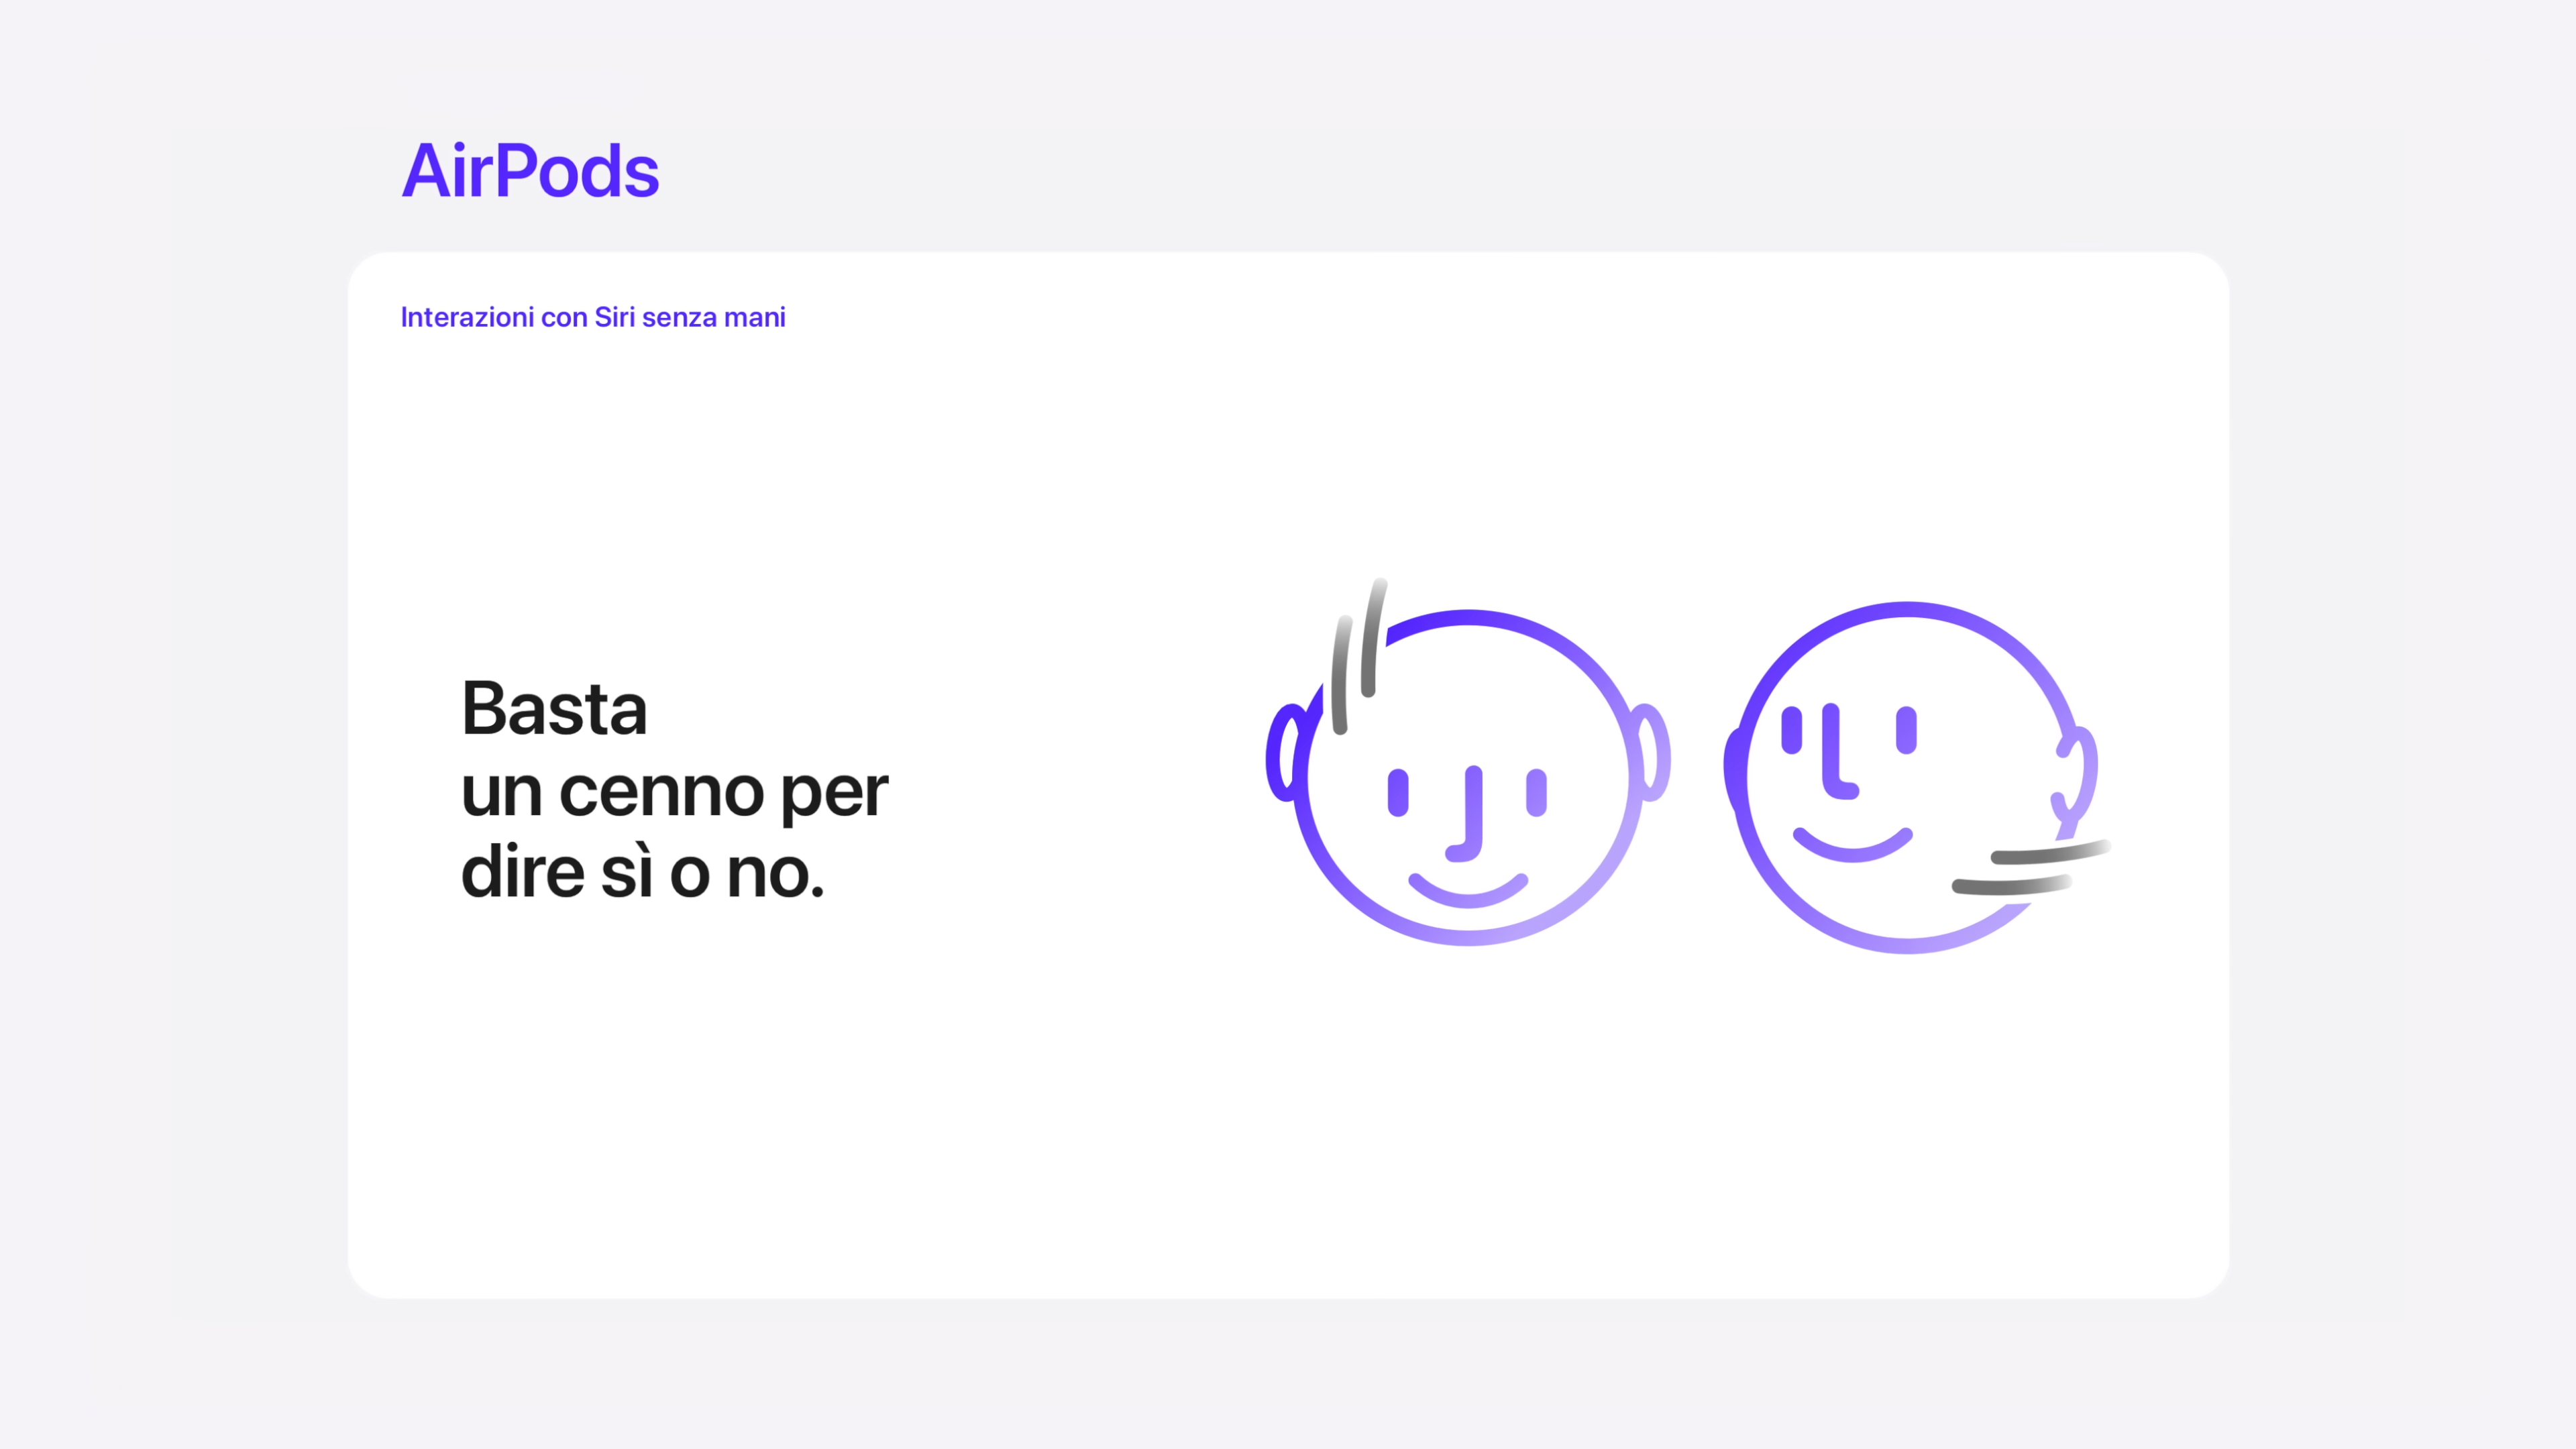 AirPods
Interazioni con Siri senza mani
Basta
un cenno per
dire sì o no.